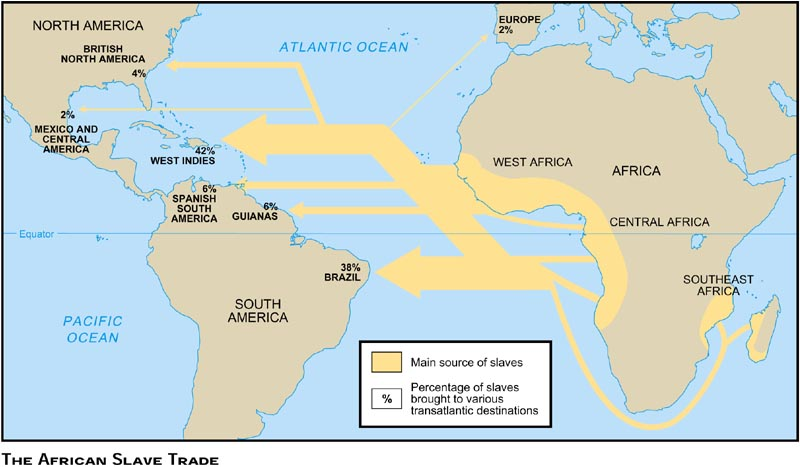 NORTH AMERICA
EUROPE
2%
ATLANTIC OCEAN
BRITISH
NORTH AMERICA
4%
2%
MEXICO AND
CENTRAL
AMERICA
42%
WEST INDIES
WEST AFRICA
AFRICA
6%
SPANISH
SOUTH
AMERICA
6%
GUIANAS
CENTRAL AFRICA
Equator
38%
BRAZIL
SOUTHEAST
AFRICA
SOUTH
AMERICA
PACIFIC
OCEAN
Main source of slaves
%
Percentage of slaves
brought to various
transatlantic destinations
THE AFRICAN SLAVE TRADE